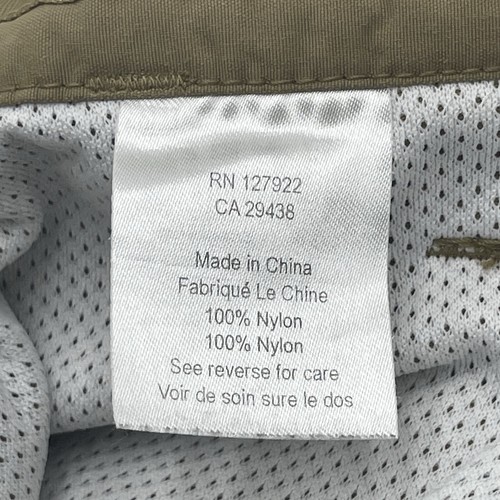 RN 127922
CA 29438
Made in China
Fabriqué Le Chine
100% Nylon
100% Nylon
See reverse for care
Voir de soin sure le dos